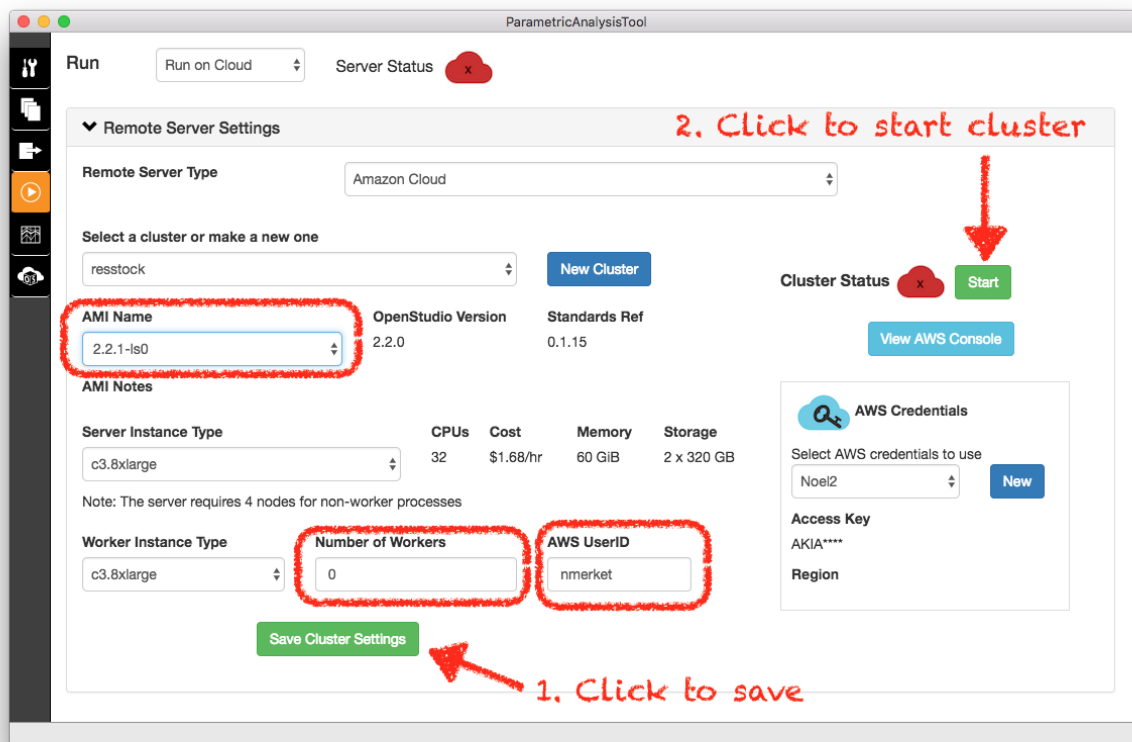 ParametricAnalysisTool
Run
Run on Cloud
Server Status
x
Remote Server Settings
2. Click to start cluster
Remote Server Type
Amazon Cloud
Select a cluster or make a new one
resstock
New Cluster
Cluster Status
x
Start
AMI Name
OpenStudio Version
Standards Ref
2.2.1-ls0
2.2.0
0.1.15
View AWS Console
AMI Notes
AWS Credentials
Server Instance Type
CPUs
Cost
Memory
Storage
c3.8xlarge
32
$1.68/hr
60 GiB
2 x 320 GB
Select AWS credentials to use
Noel2
New
Note: The server requires 4 nodes for non-worker processes
Access Key
AKIA****
Region
Worker Instance Type
Number of Workers
AWS UserID
c3.8xlarge
0
nmerket
Save Cluster Settings
1. Click to save